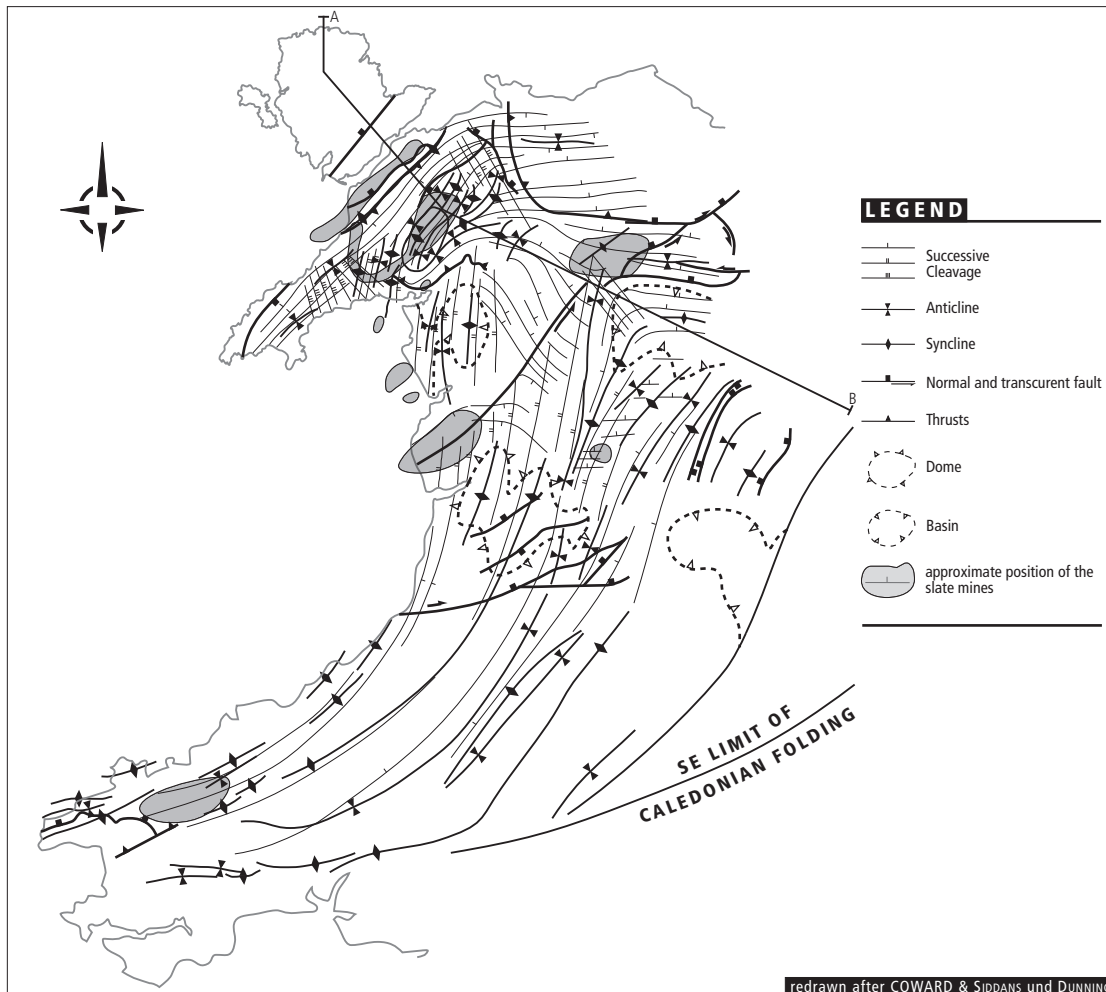 A
LEGEND
Successive
Cleavage
Anticline
Syncline
Normal and transcurent fault
Thrusts
B
Dome
Basin
approximate position of the
slate mines
SE LIMIT OF
CALEDONIAN FOLDING
redrawn after COWARD & SIDDANS und DUNNING